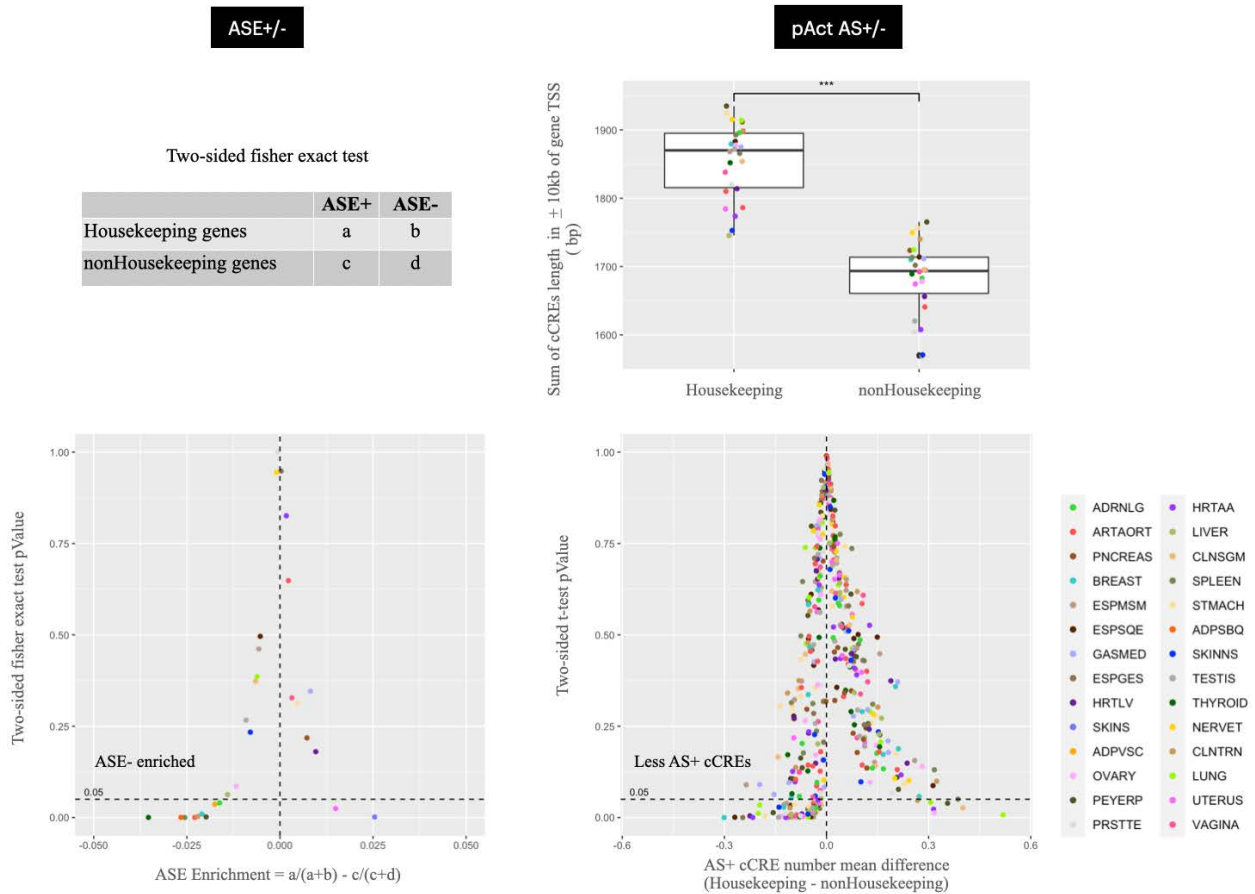 ASE+/-
pAct AS+/-
Two-sided fisher exact test
ASE+ ASE-
Housekeeping genes a b
nonHousekeeping genes c d
Sum of cCREs length in ± 10kb of gene TSS
( bp)
***
1900
1800
1700
1600
Housekeeping nonHousekeeping
Two-sided fisher exact test pValue
1.00
0.75
0.50
0.25
0.00
ASE- enriched
0.05
-0.050 -0.025 0.000 0.025 0.050
ASE Enrichment = a/(a+b) - c/(c+d)
Two-sided t-test pValue
1.00
0.75
0.50
0.25
0.00
Less AS+ cCREs
0.05
-0.6 -0.3 0.0 0.3 0.6
AS+ cCRE number mean difference
(Housekeeping - nonHousekeeping)
ADRNLG HRTAA
ARTAORT LIVER
PNCREAS CLNSGM
BREAST SPLEEN
ESPMSM STMACH
ESPSQE ADPSBQ
GASMED SKINNS
ESPGES TESTIS
HRTLV THYROID
SKINS NERVET
ADPVSC CLNTRN
OVARY LUNG
PEYERP UTERUS
PRSTTE VAGINA